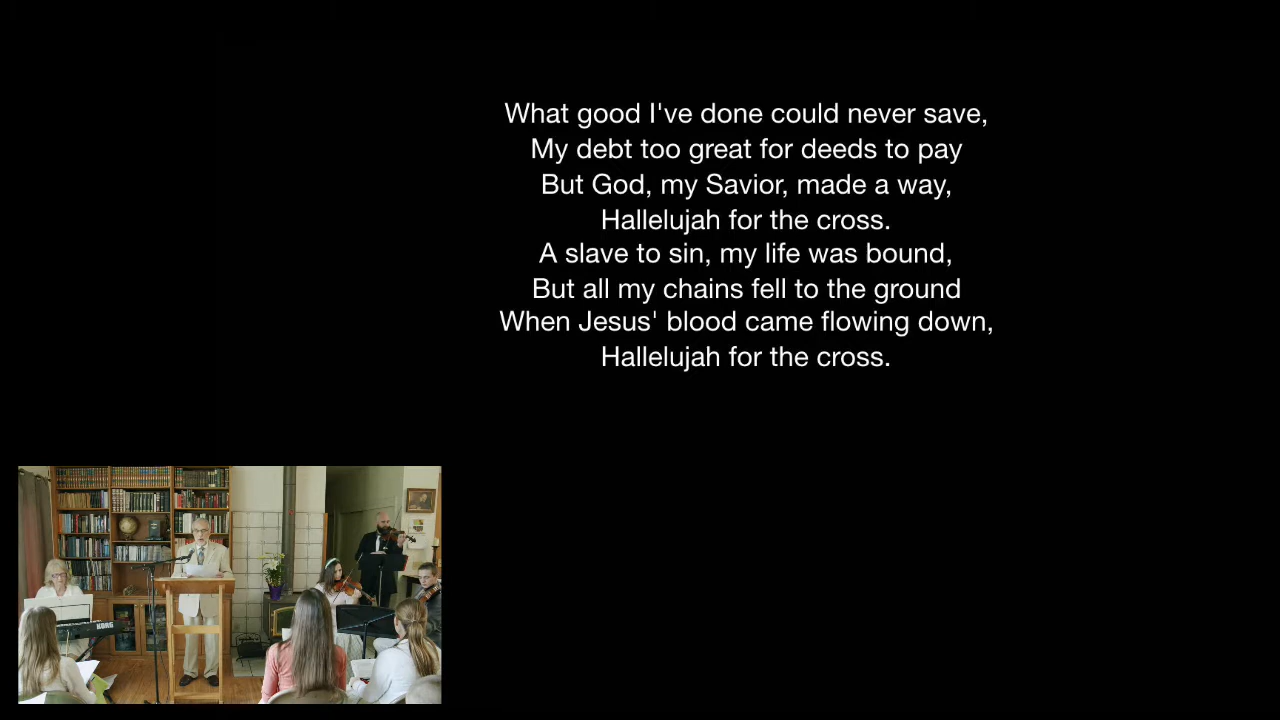 What good I've done could never save,
My debt too great for deeds to pay
But God, my Savior, made a way,
Hallelujah for the cross.
A slave to sin, my life was bound,
But all my chains fell to the ground
When Jesus' blood came flowing down,
Hallelujah for the cross.
KORG